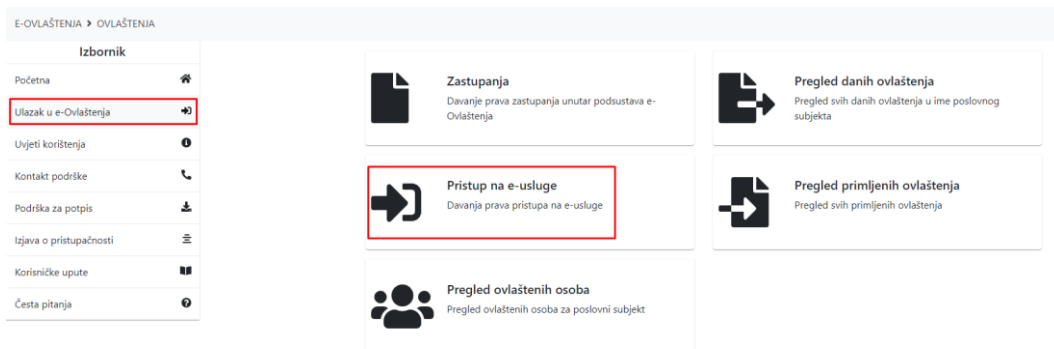 E-OVLAŠTENJA > OVLAŠTENJA
Izbornik
Početna
Ulazak u e-Ovlaštenja
Uvjeti korištenja
Kontakt podrške
Podrška za potpis
Izjava o pristupačnosti
Korisničke upute
Česta pitanja
Zastupanja
Davanje prava zastupanja unutar podsustava e-
Ovlaštenja
Pregled danih ovlaštenja
Pregled svih danih ovlaštenja u ime poslovnog
subjekta
Pristup na e-usluge
Davanja prava pristupa na e-usluge
Pregled primljenih ovlaštenja
Pregled svih primljenih ovlaštenja
Pregled ovlaštenih osoba
Pregled ovlaštenih osoba za poslovni subjekt